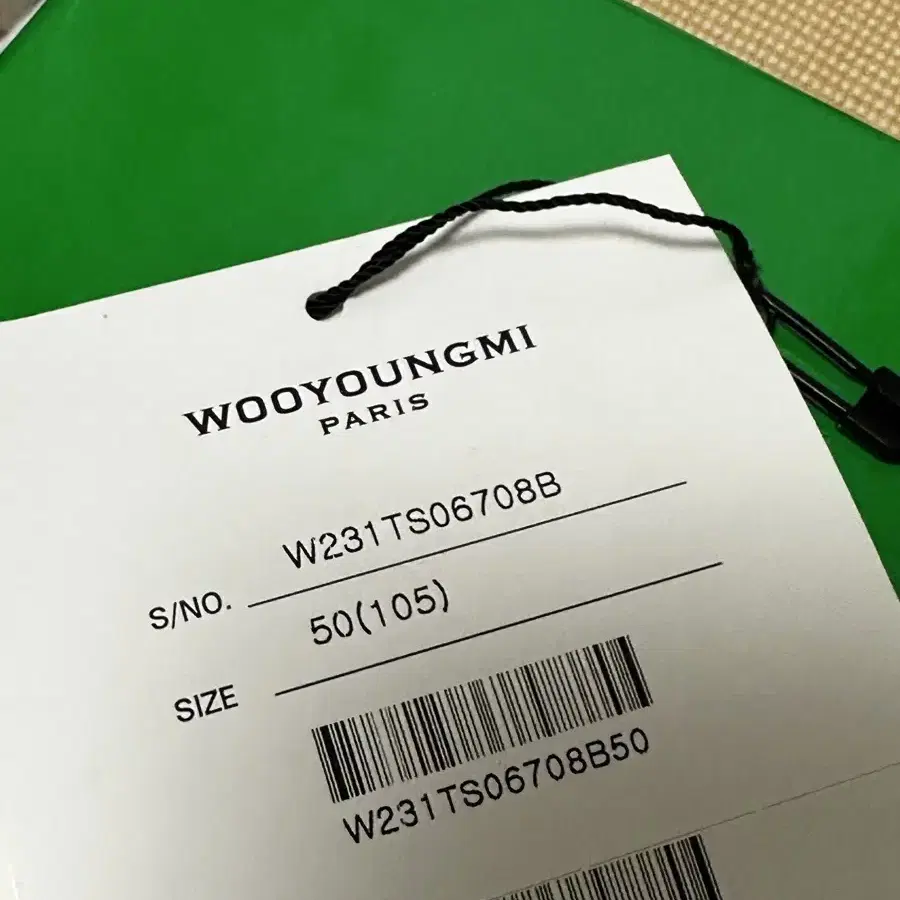 WOOYOUNGMI
PARIS
S/NO. W231TS06708B
SIZE 50(105)
W231TS06708B50